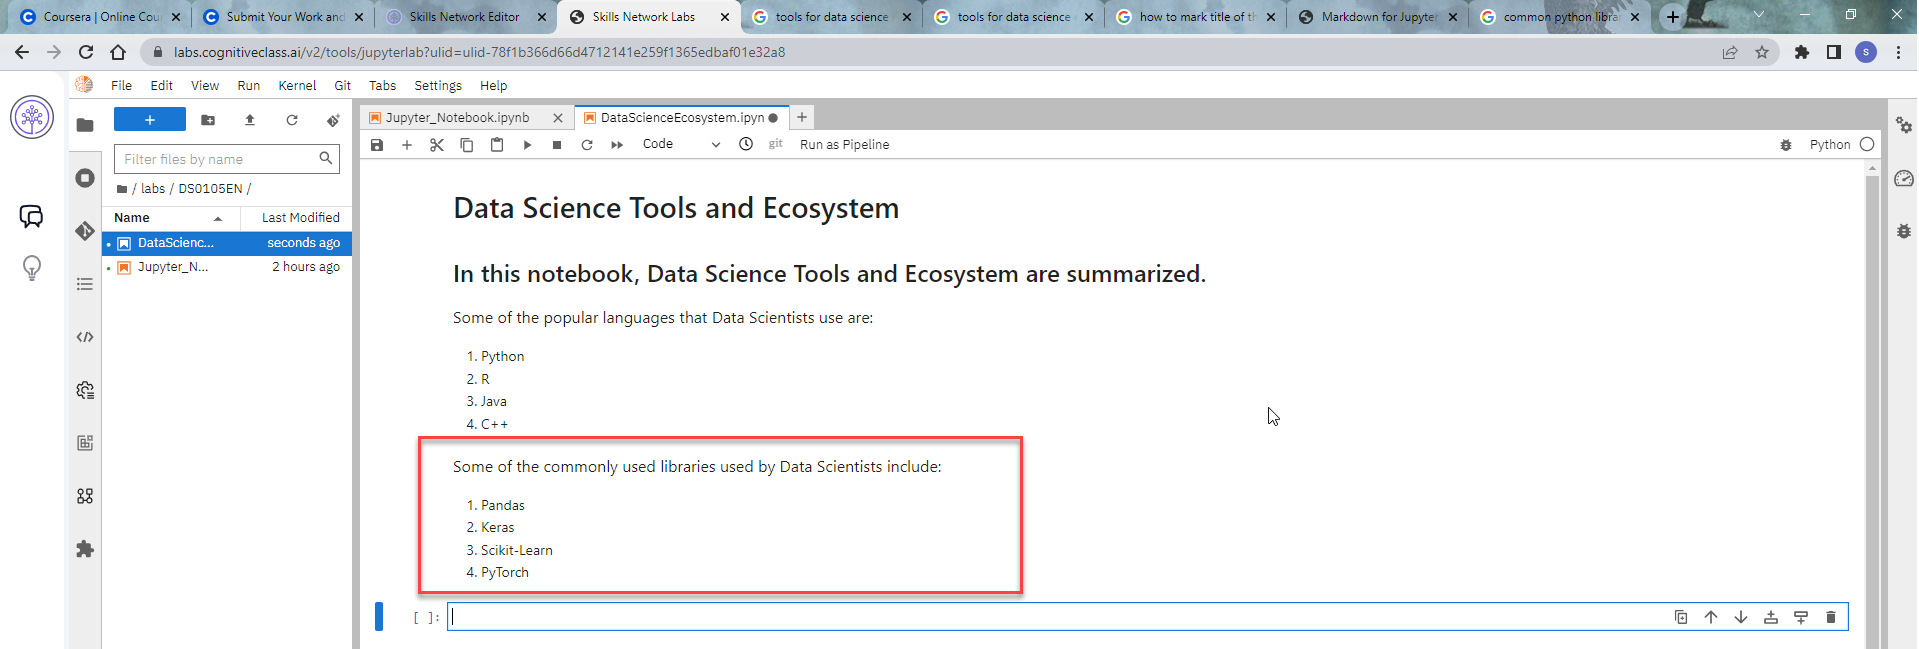 Coursera | Online Cou
Submit Your Work and
Skills Network Editor
Skills Network Labs
tools for data science
tools for data science
how to mark title of th
Markdown for Jupyter
common python libra
labs.cognitiveclass.ai/v2/tools/jupyterlab?ulid=ulid-78f1b366d66d4712141e259f1365edbaf01e32a8
S
File Edit View Run Kernel Git Tabs Settings Help
Filter files by name
/ labs / DS0105EN /
Name Last Modified
DataScienc... seconds ago
Jupyter_N... 2 hours ago
Jupyter_Notebook.ipynb
DataScienceEcosystem.ipyn
Code
git
Run as Pipeline
Python
Data Science Tools and Ecosystem
In this notebook, Data Science Tools and Ecosystem are summarized.
Some of the popular languages that Data Scientists use are:
1. Python
2. R
3. Java
4. C++
Some of the commonly used libraries used by Data Scientists include:
1. Pandas
2. Keras
3. Scikit-Learn
4. PyTorch
[ ]: